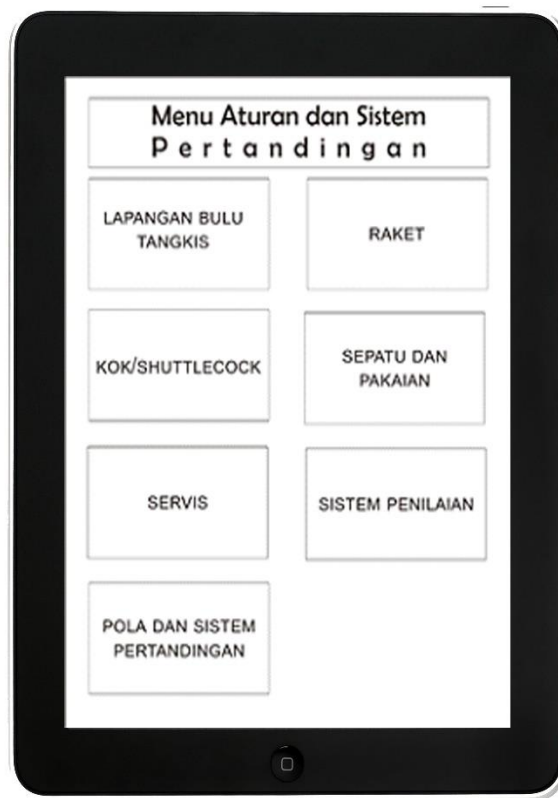 Menu Aturan dan Sistem
Pertandingan
LAPANGAN BULU
TANGKIS
RAKET
KOK/SHUTTLECOCK
SEPATU DAN
PAKAIAN
SERVIS
SISTEM PENILAIAN
POLA DAN SISTEM
PERTANDINGAN